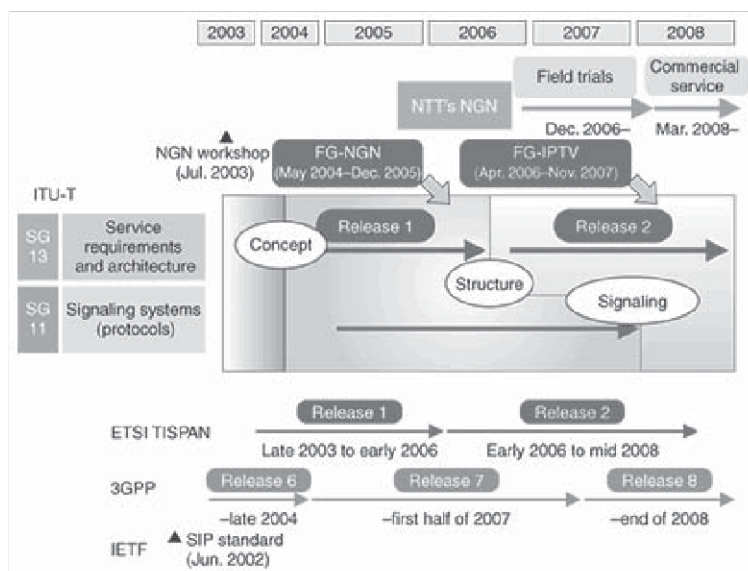 2003 2004 2005 2006 2007 2008
NTT's NGN
Field trials
Dec. 2006–
Commercial
service
Mar. 2008–
NGN workshop
(Jul. 2003)
FG-NGN
(May 2004–Dec. 2005)
FG-IPTV
(Apr. 2006–Nov. 2007)
ITU-T
SG
13
Service
requirements
and architecture
Concept
Release 1
Release 2
Structure
SG
11
Signaling systems
(protocols)
Signaling
ETSI TISPAN
Release 1
Late 2003 to early 2006
Release 2
Early 2006 to mid 2008
3GPP
Release 6
–late 2004
Release 7
–first half of 2007
Release 8
–end of 2008
IETF
SIP standard
(Jun. 2002)